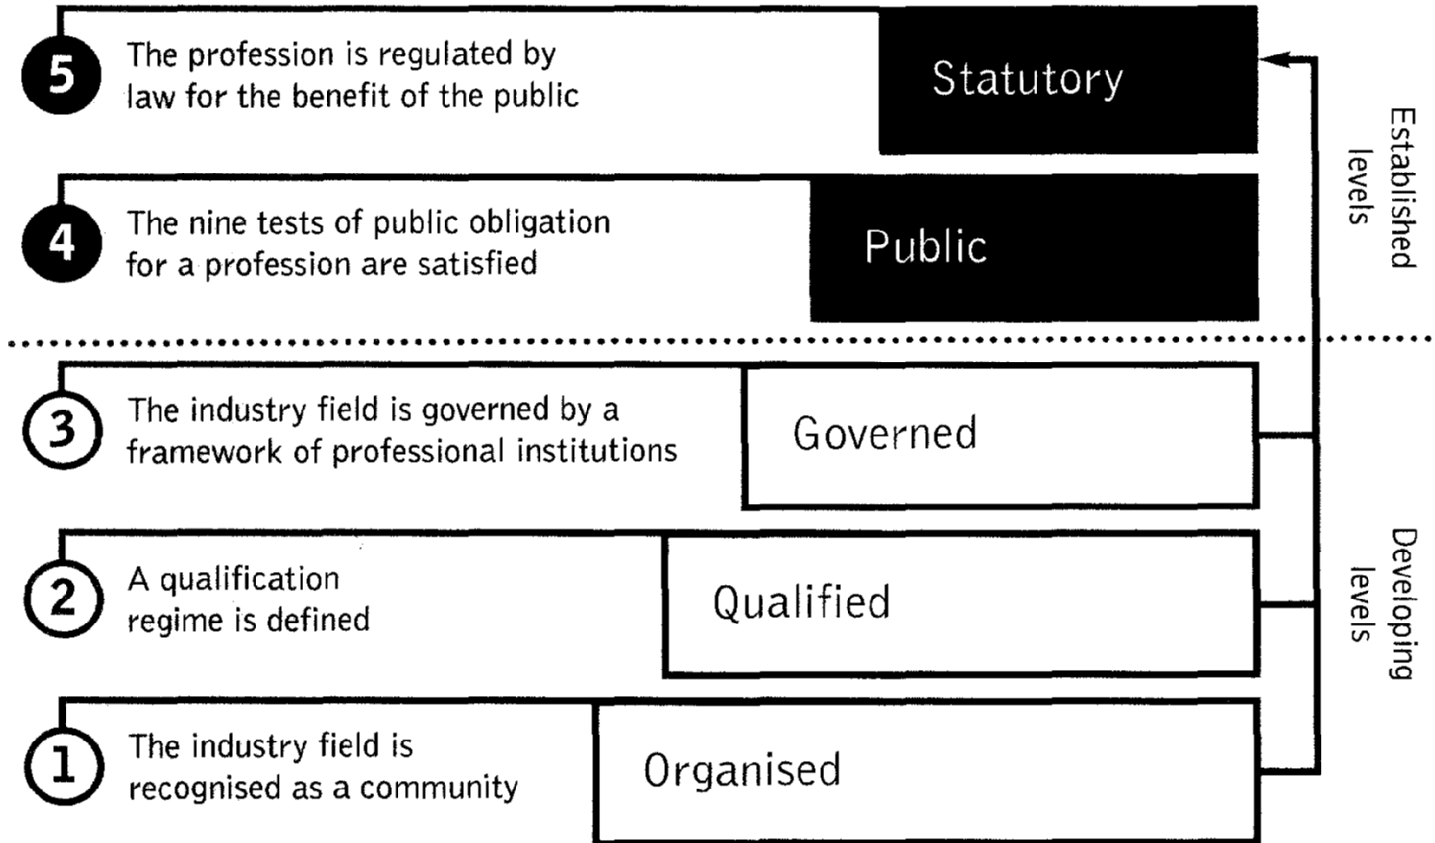 5
The profession is regulated by
law for the benefit of the public
Statutory
4
The nine tests of public obligation
for a profession are satisfied
Public
Established
levels
3
The industry field is governed by a
framework of professional institutions
Governed
2
A qualification
regime is defined
Qualified
Developing
levels
1
The industry field is
recognised as a community
Organised